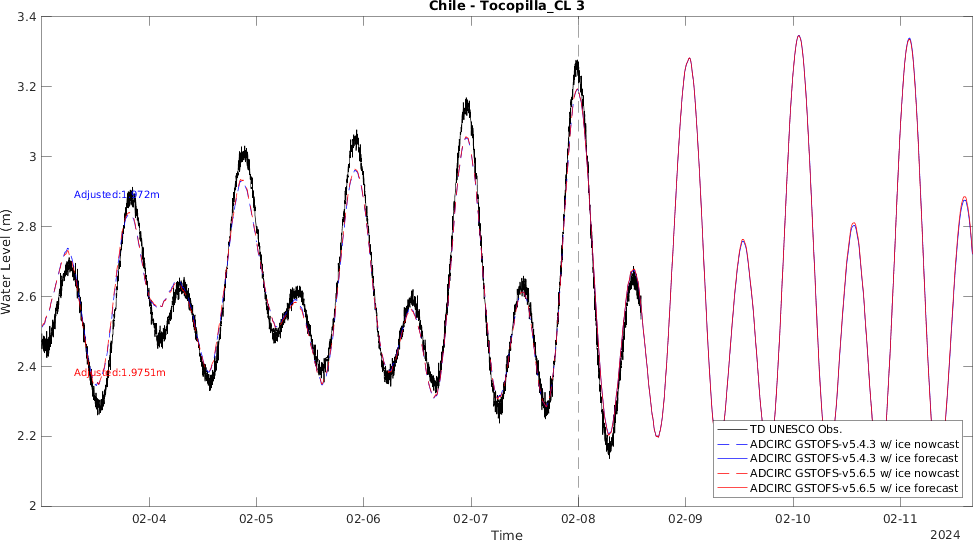 Chile - Tocopilla_CL 3
3.4
3.2
3
2.8
2.6
2.4
2.2
2
Water Level (m)
Adjusted:1.972m
Adjusted:1.9751m
TD UNESCO Obs.
ADCIRC GSTOFS-v5.4.3 w/ ice nowcast
ADCIRC GSTOFS-v5.4.3 w/ ice forecast
ADCIRC GSTOFS-v5.6.5 w/ ice nowcast
ADCIRC GSTOFS-v5.6.5 w/ ice forecast
02-04 02-05 02-06 02-07 02-08 02-09 02-10 02-11
Time
2024